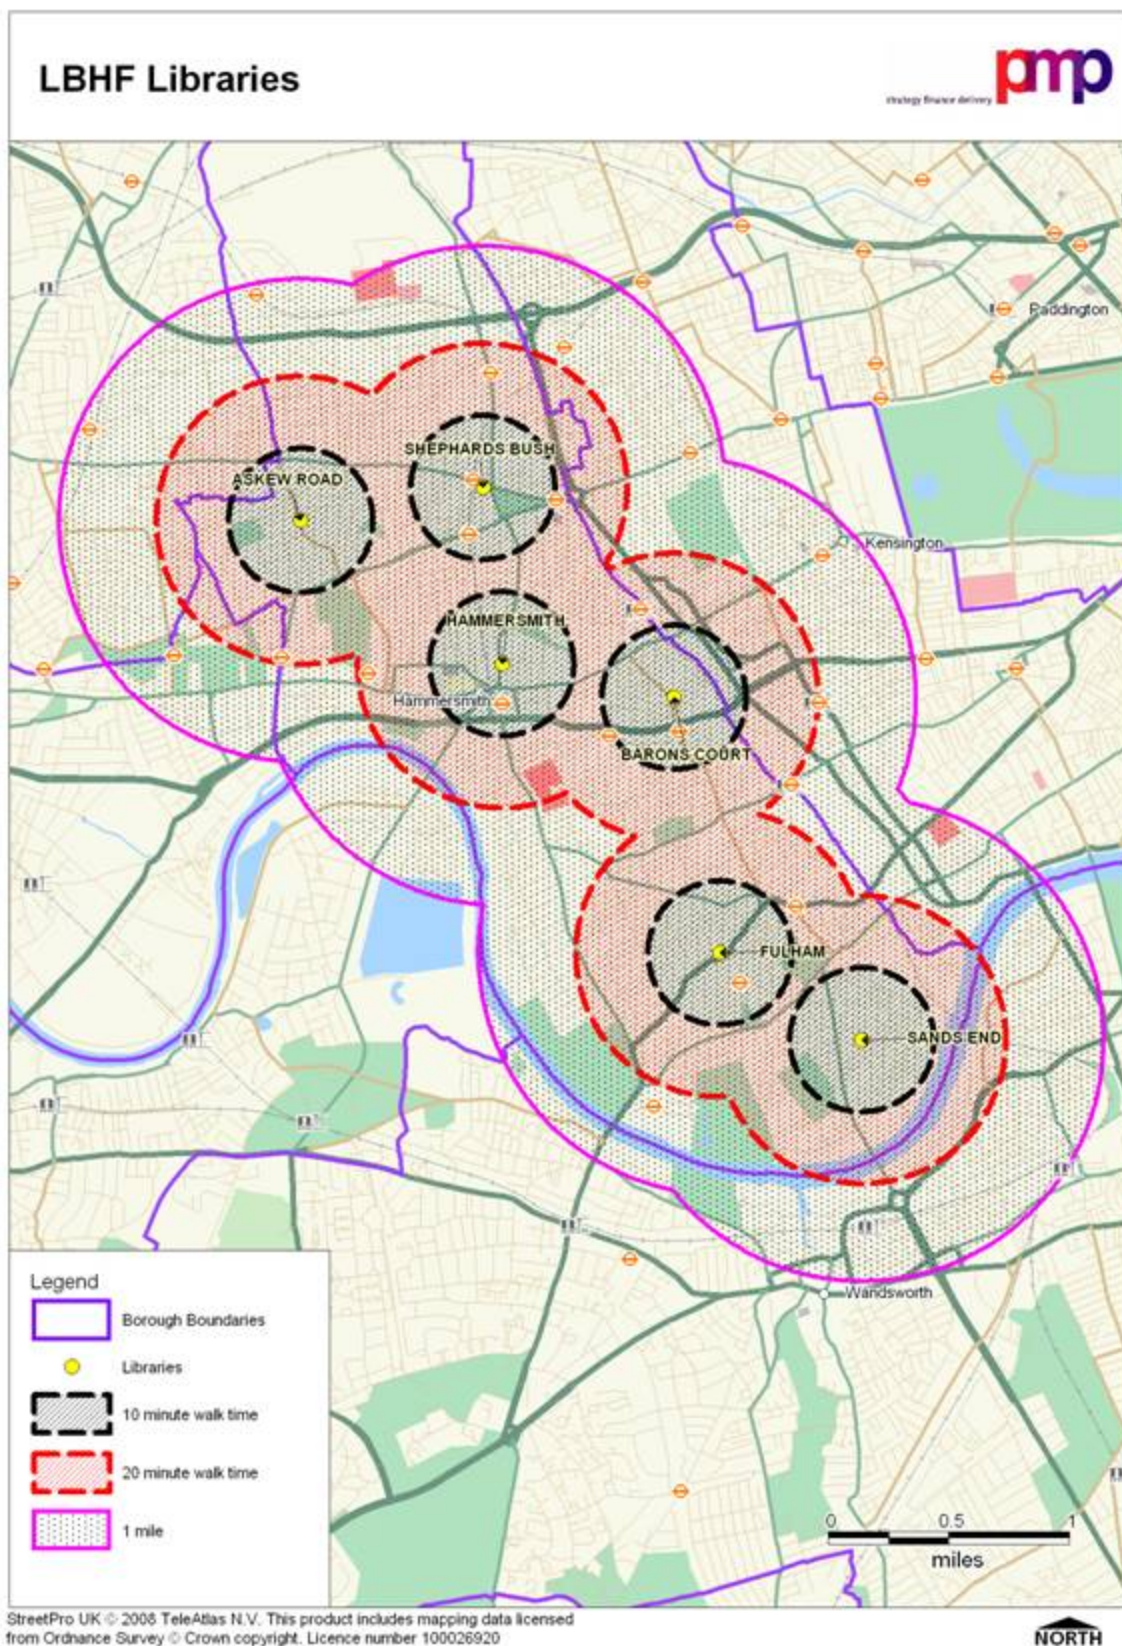 LBHF Libraries
pmp
strategy finance delivery
Paddington
SHEPHARDS BUSH
ASKEW ROAD
Kensington
HAMMERSMITH
Hammersmith
BARONS COURT
FULHAM
SANDS END
Wandsworth
Legend
Borough Boundaries
Libraries
10 minute walk time
20 minute walk time
1 mile
0 0.5 1
miles
StreetPro UK © 2008 TeleAtlas N.V. This product includes mapping data licensed
from Ordnance Survey © Crown copyright. Licence number 100026920
NORTH